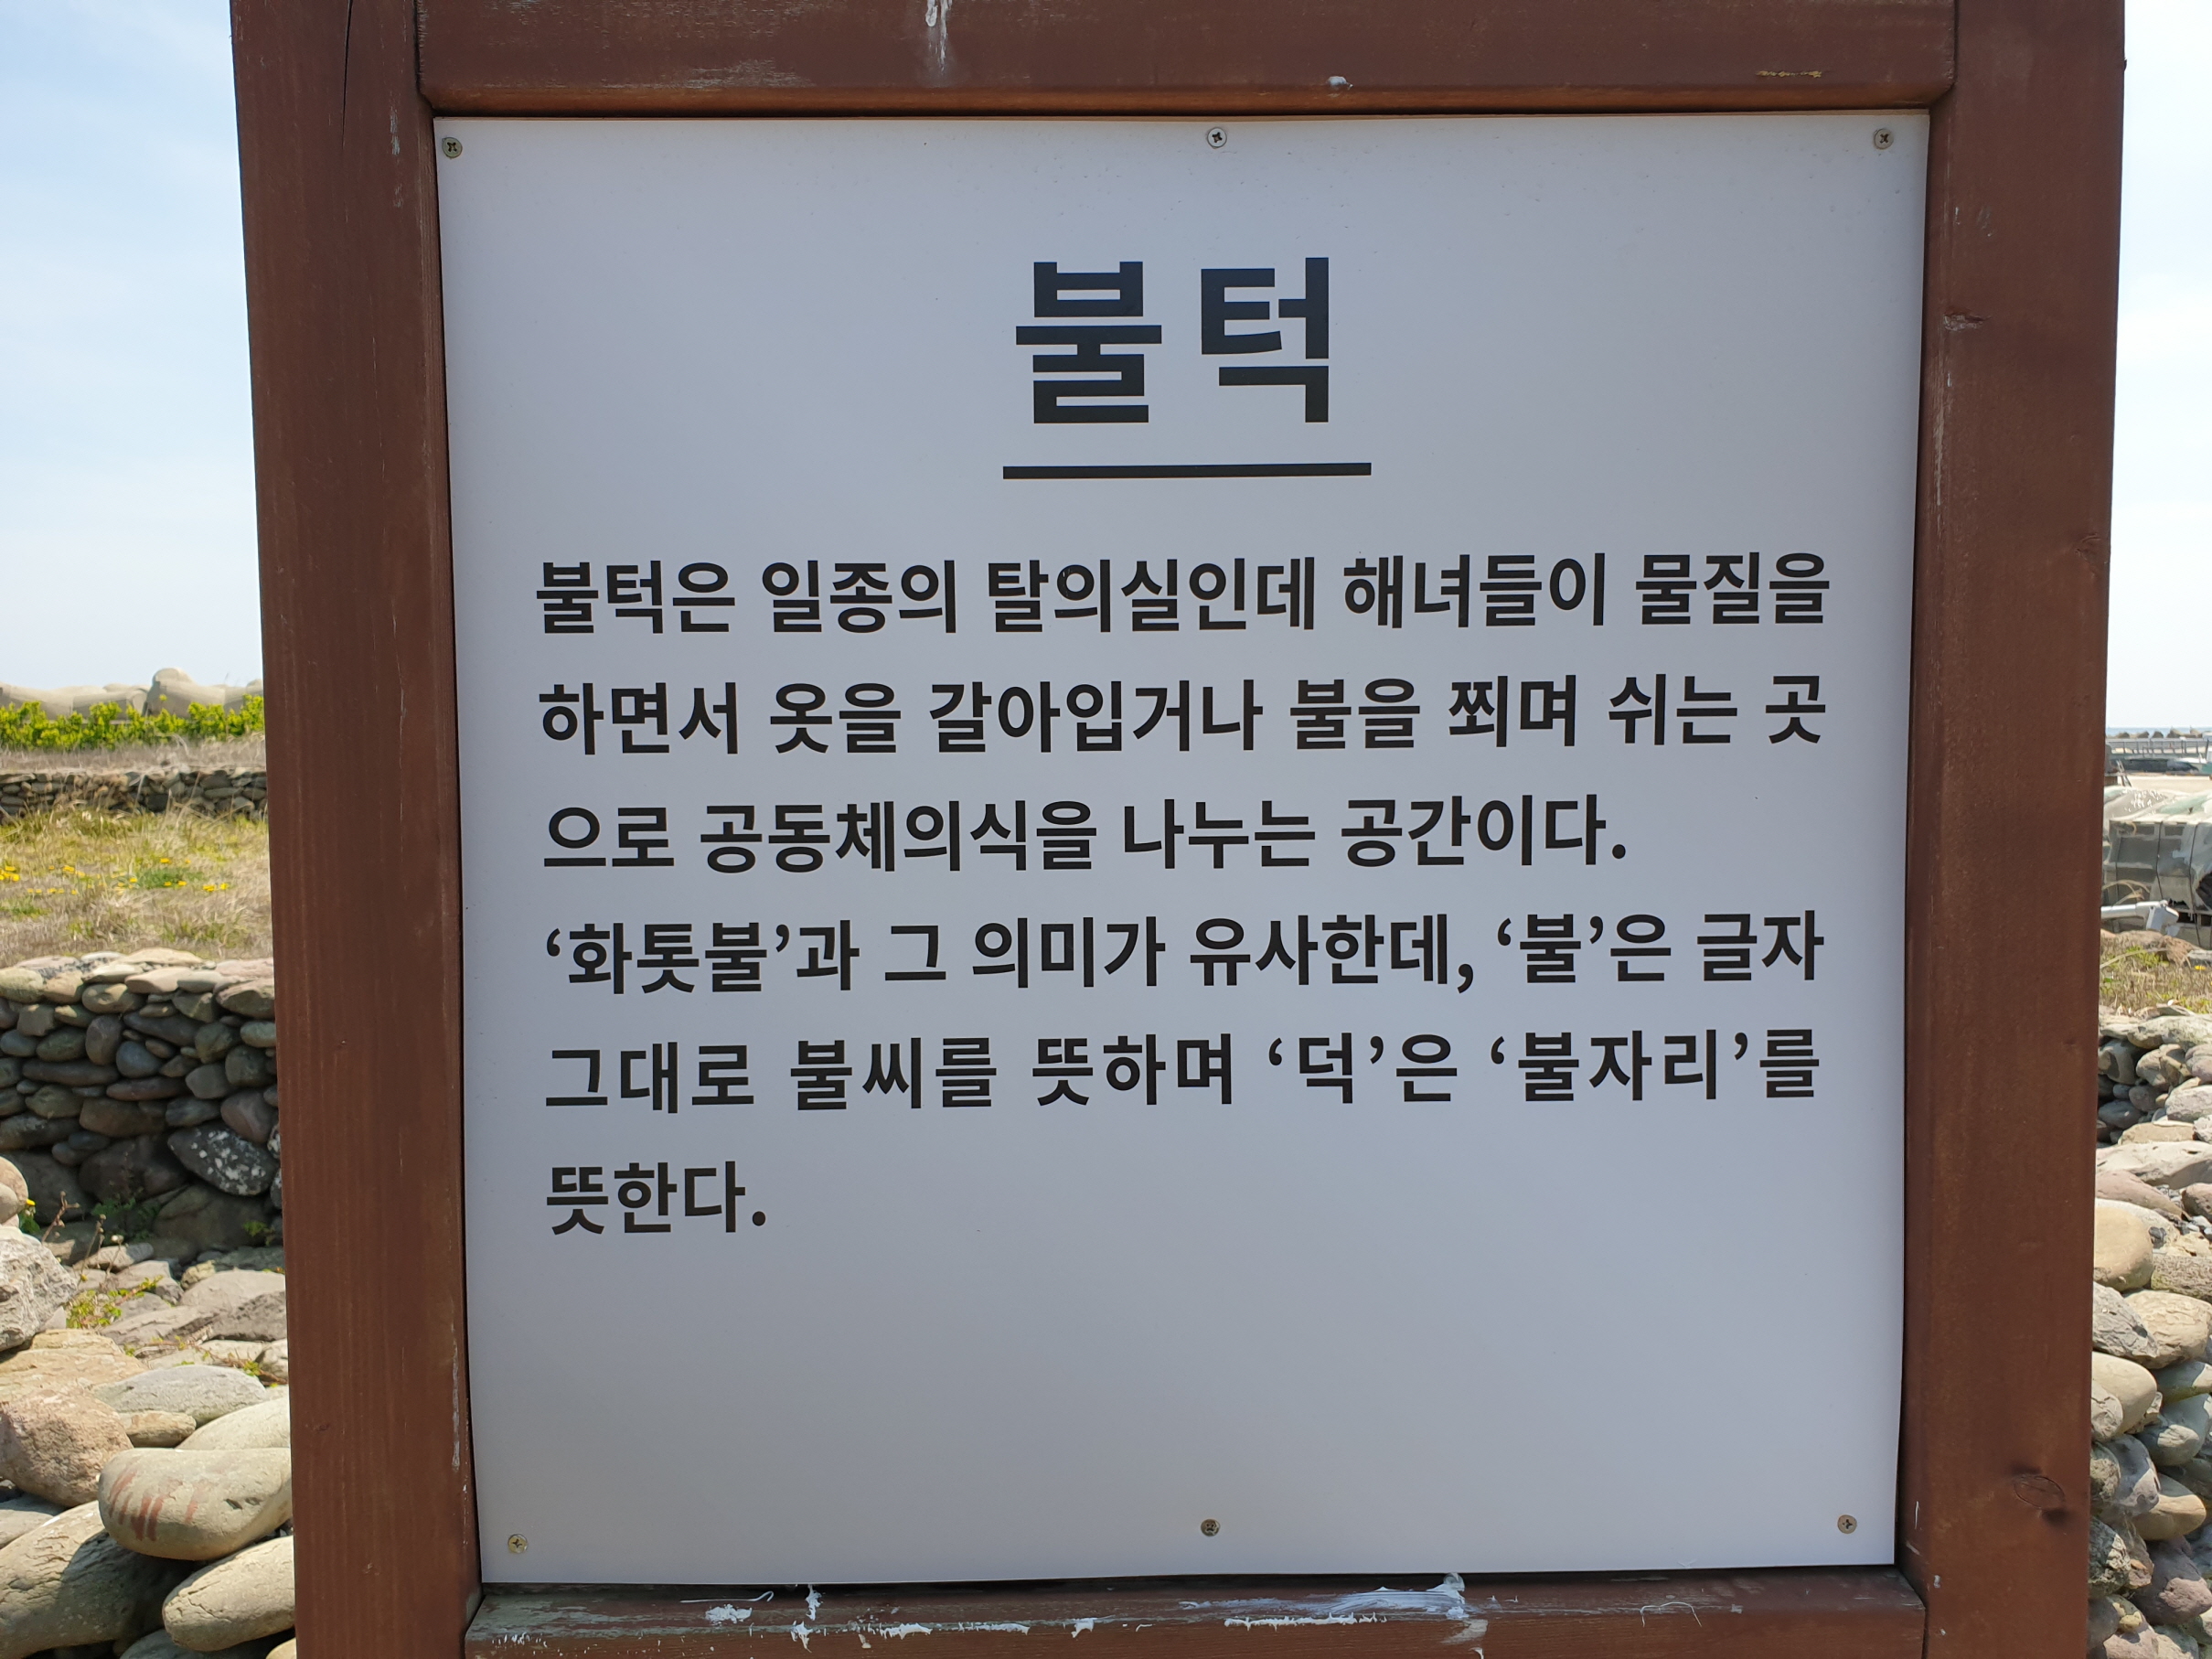 불턱
불턱은 일종의 탈의실인데 해녀들이 물질을
하면서 옷을 갈아입거나 불을 쬐며 쉬는 곳
으로 공동체의식을 나누는 공간이다.
‘화톳불’과 그 의미가 유사한데, ‘불’은 글자
그대로 불씨를 뜻하며 ‘덕’은 ‘불자리’를
뜻한다.